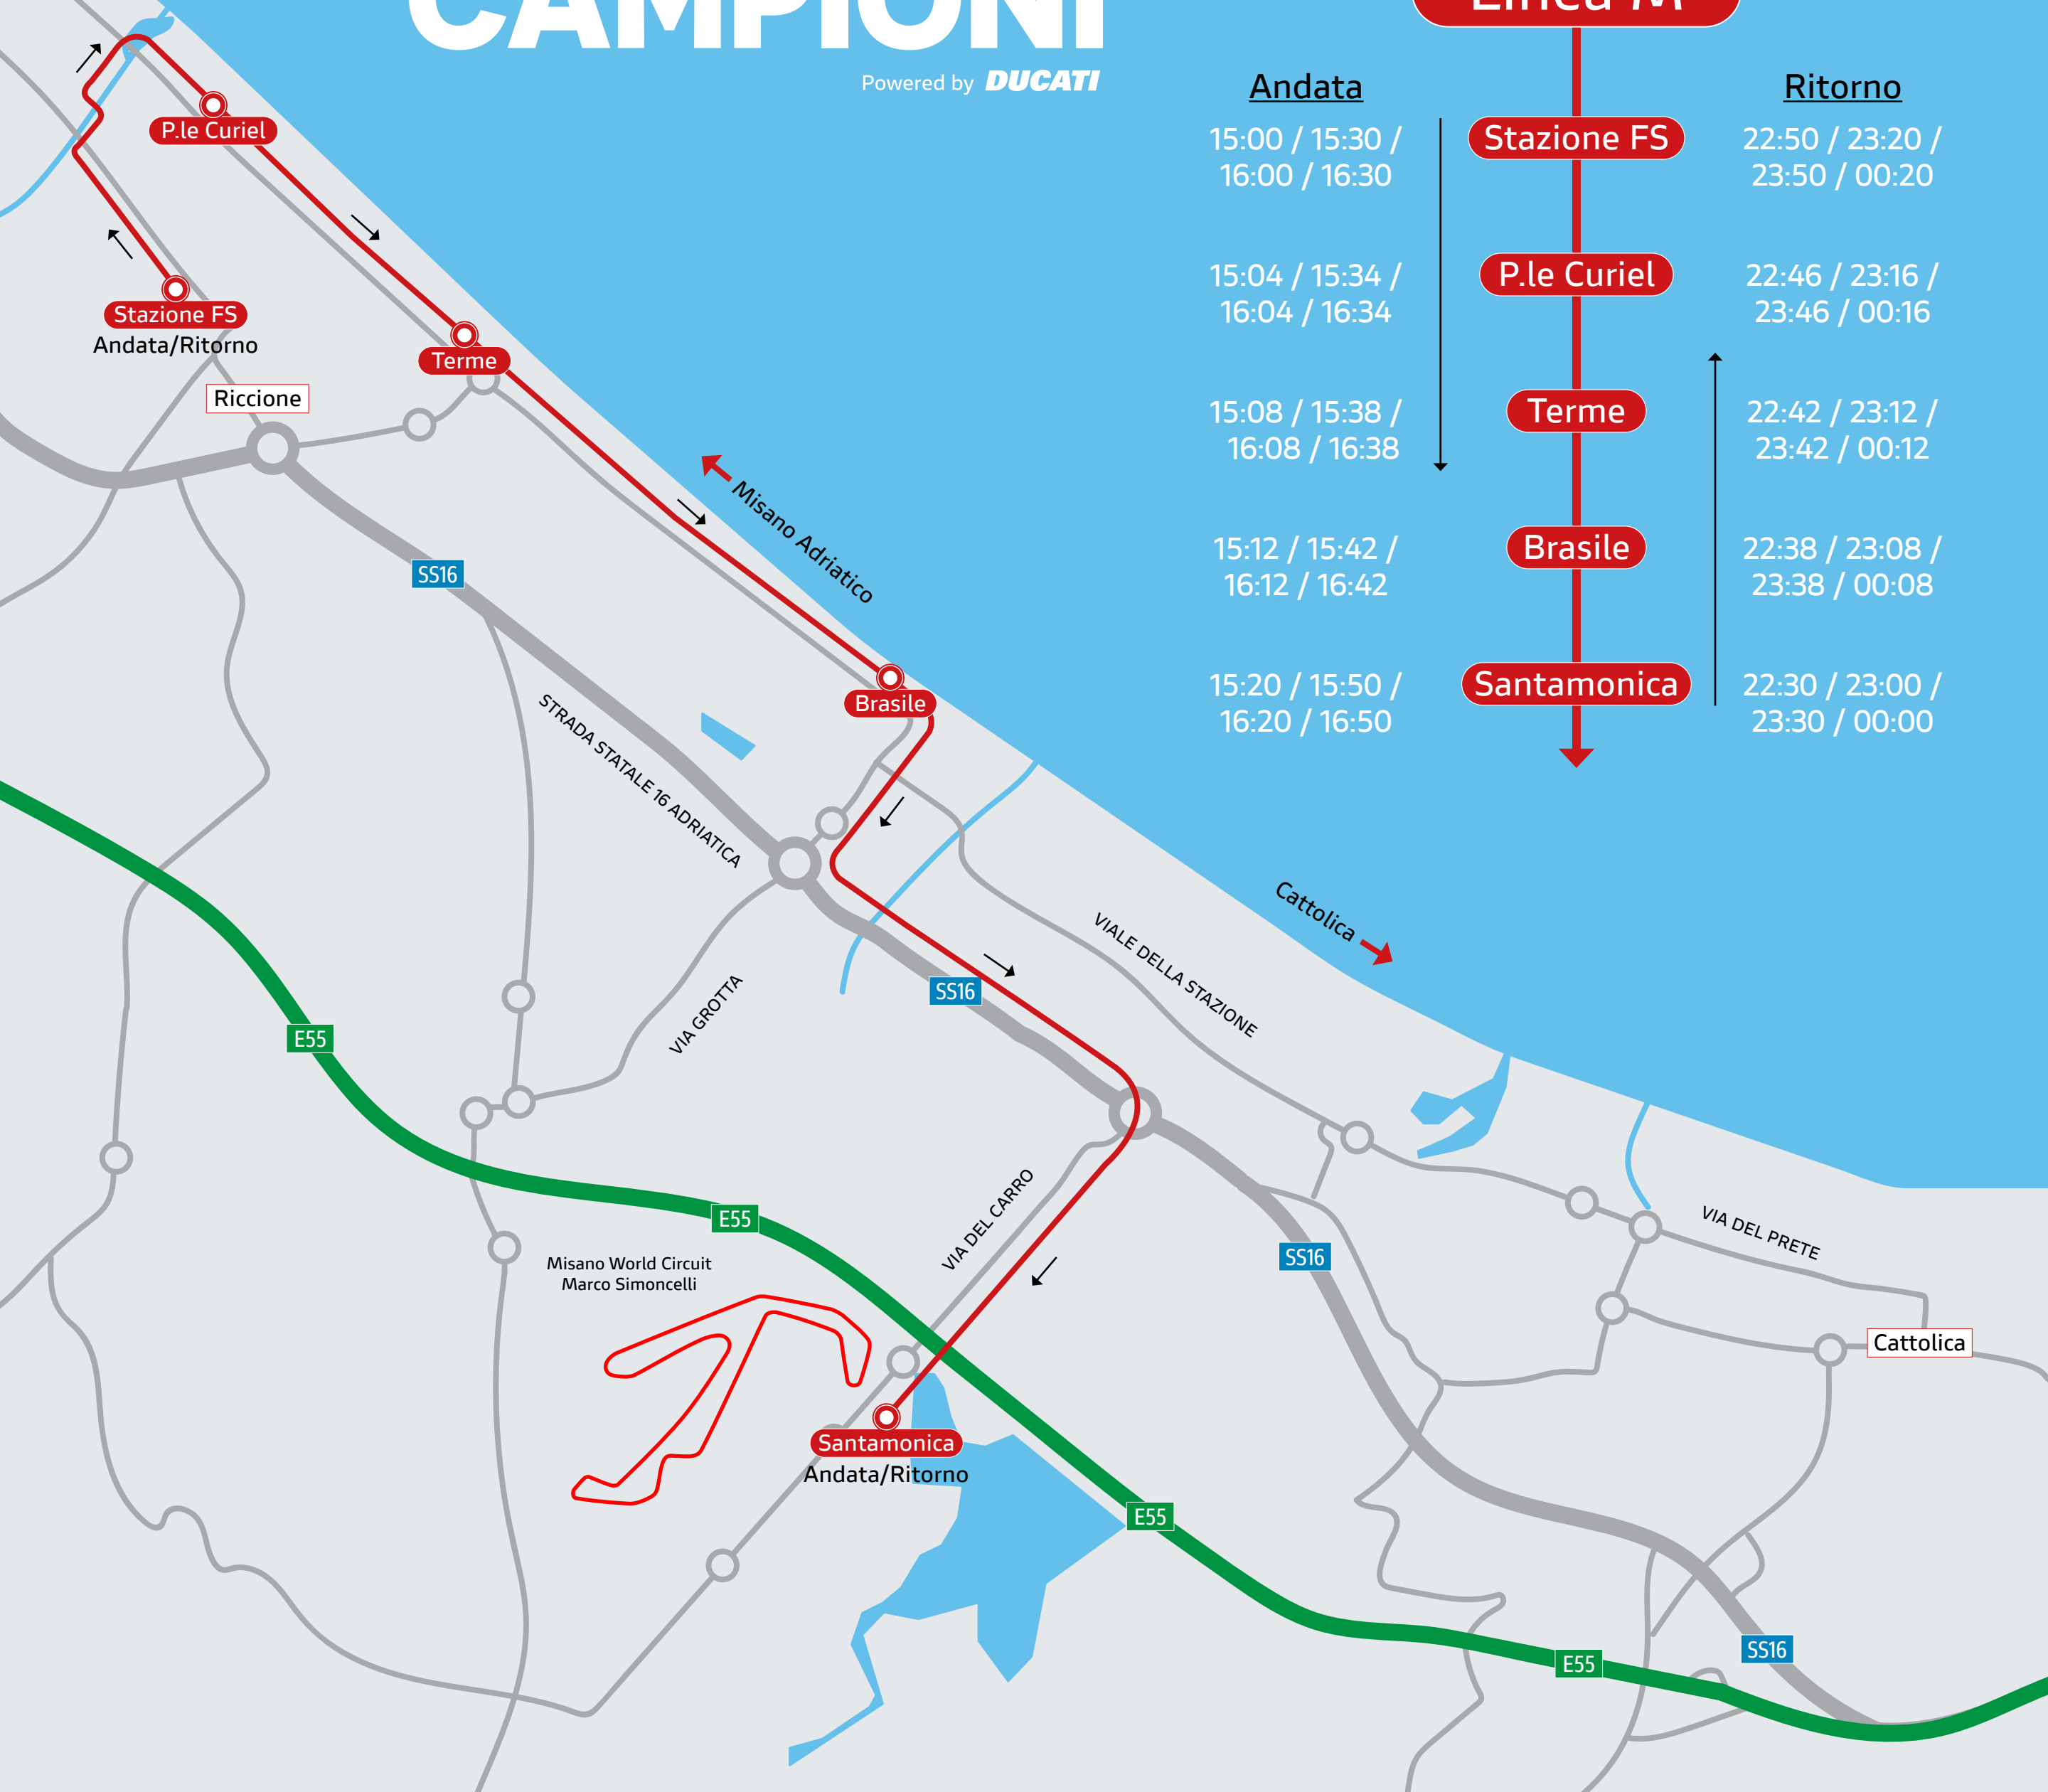 CAMPIONI
Powered by DUCATI
Linea M
Andata
Ritorno
15:00 / 15:30 /
16:00 / 16:30
Stazione FS
22:50 / 23:20 /
23:50 / 00:20
15:04 / 15:34 /
16:04 / 16:34
P.le Curiel
22:46 / 23:16 /
23:46 / 00:16
15:08 / 15:38 /
16:08 / 16:38
Terme
22:42 / 23:12 /
23:42 / 00:12
15:12 / 15:42 /
16:12 / 16:42
Brasile
22:38 / 23:08 /
23:38 / 00:08
15:20 / 15:50 /
16:20 / 16:50
Santamonica
22:30 / 23:00 /
23:30 / 00:00
P.le Curiel
Stazione FS
Andata/Ritorno
Terme
Riccione
Misano Adriatico
SS16
Brasile
STRADA STATALE 16 ADRIATICA
Cattolica
VIALE DELLA STAZIONE
SS16
VIA GROTTA
E55
E55
VIA DEL CARRO
SS16
VIA DEL PRETE
Misano World Circuit
Marco Simoncelli
Cattolica
Santamonica
Andata/Ritorno
E55
E55
SS16